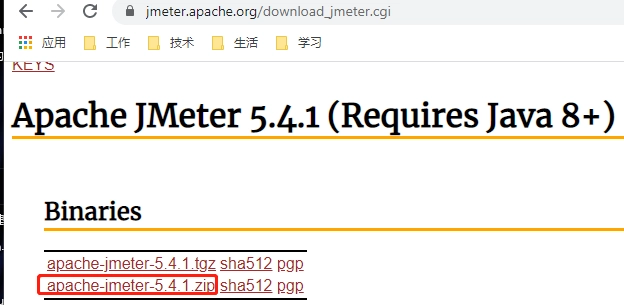 jmeter.apache.org/download_jmeter.cgi
应用 工作 技术 生活 学习
KEYS
Apache JMeter 5.4.1 (Requires Java 8+)
Binaries
apache-jmeter-5.4.1.tgz sha512 pgp
apache-jmeter-5.4.1.zip sha512 pgp